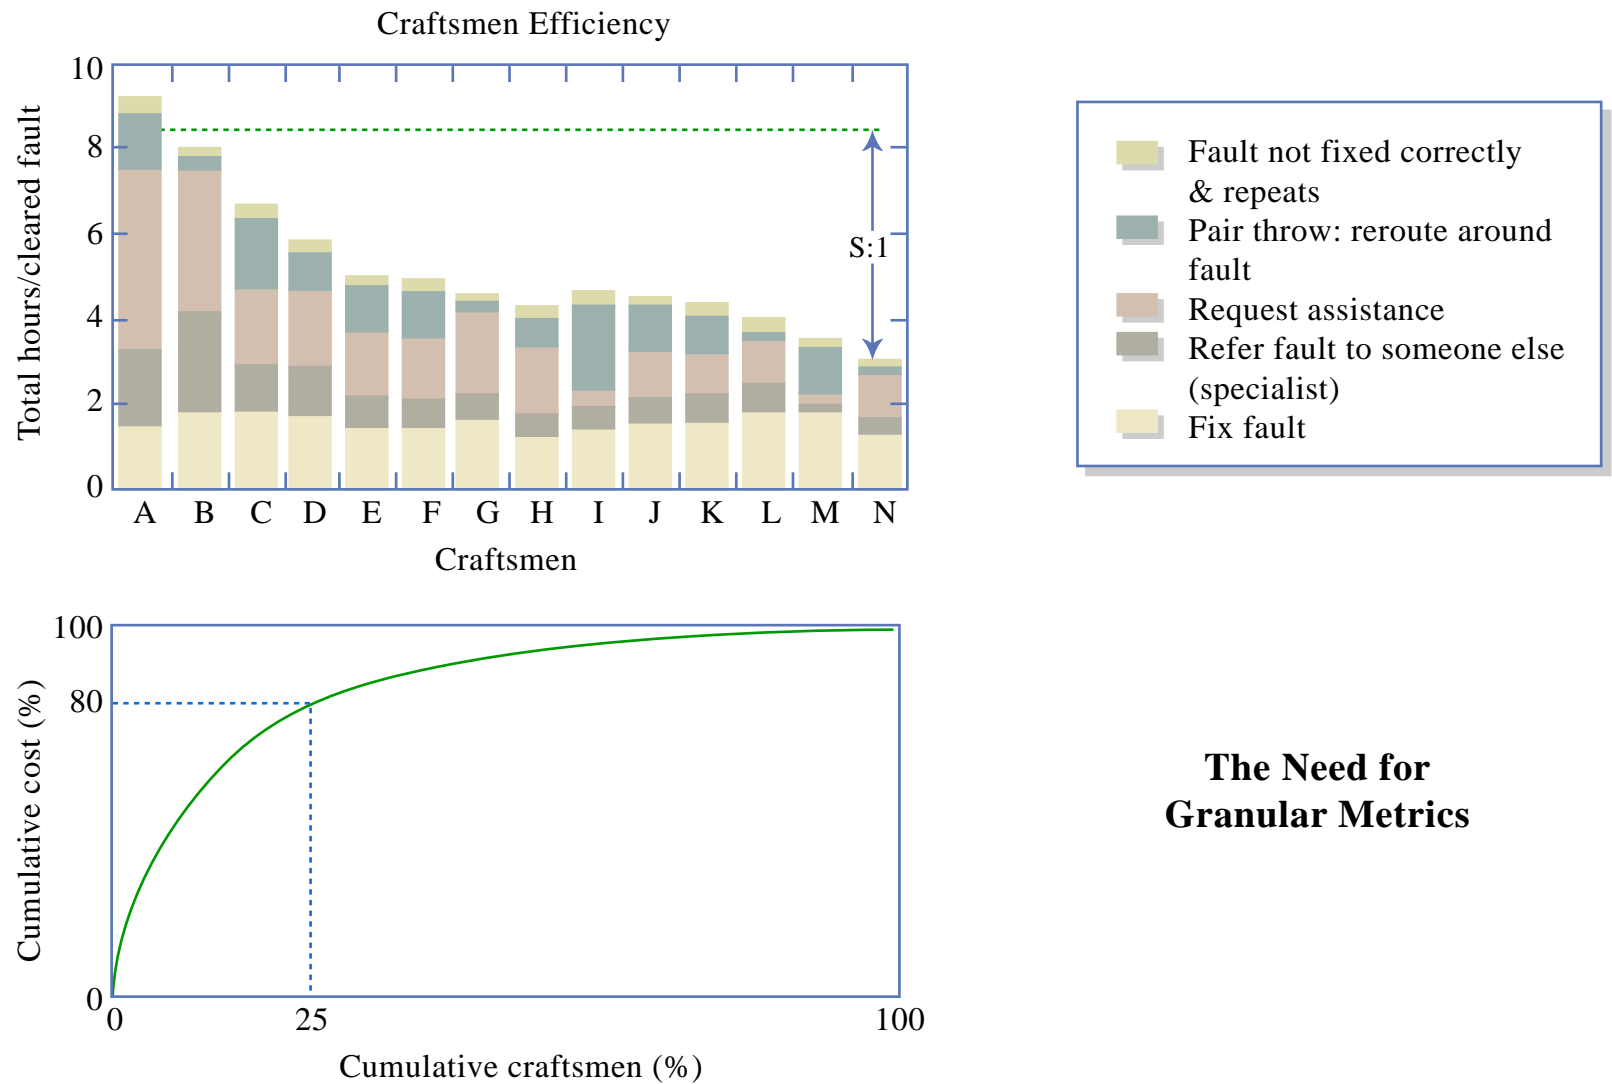 Craftsmen Efficiency
Total hours/cleared fault
10
8
6
4
2
0
S:1
A B C D E F G H I J K L M N
Craftsmen
Fault not fixed correctly
& repeats
Pair throw: reroute around
fault
Request assistance
Refer fault to someone else
(specialist)
Fix fault
Cumulative cost (%)
100
80
0
0 25 100
Cumulative craftsmen (%)
The Need for
Granular Metrics